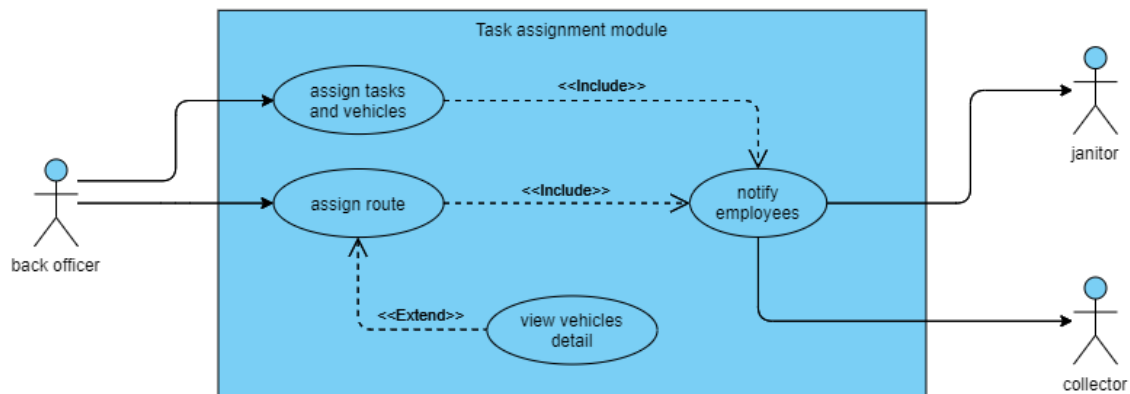 Task assignment module
assign tasks
and vehicles
<<Include>>
janitor
assign route
<<Include>>
notify
employees
back officer
<<Extend>>
view vehicles
detail
collector